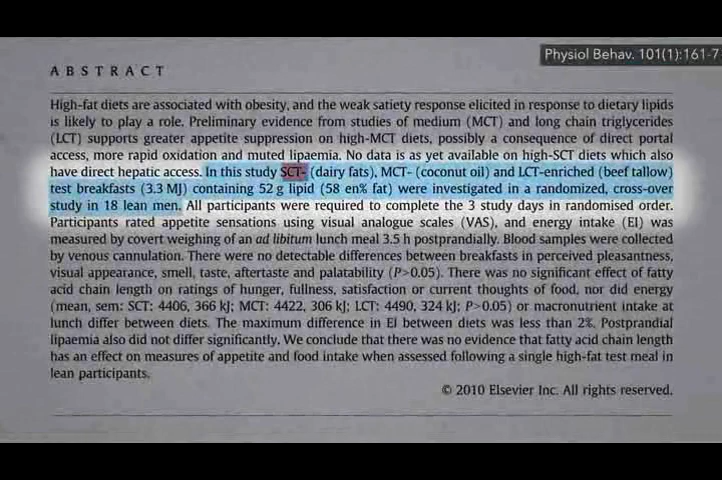 Physiol Behav. 101(1):161-7
ABSTRACT
High-fat diets are associated with obesity, and the weak satiety response elicited in response to dietary lipids
is likely to play a role. Preliminary evidence from studies of medium (MCT) and long chain triglycerides
(LCT) supports greater appetite suppression on high-MCT diets, possibly a consequence of direct portal
access, more rapid oxidation and muted lipaemia. No data is as yet available on high-SCT diets which also
have direct hepatic access. In this study SCT- (dairy fats), MCT- (coconut oil) and LCT-enriched (beef tallow)
test breakfasts (3.3 MJ) containing 52 g lipid (58 en% fat) were investigated in a randomized, cross-over
study in 18 lean men. All participants were required to complete the 3 study days in randomised order.
Participants rated appetite sensations using visual analogue scales (VAS), and energy intake (EI) was
measured by covert weighing of an ad libitum lunch meal 3.5 h postprandially. Blood samples were collected
by venous cannulation. There were no detectable differences between breakfasts in perceived pleasantness,
visual appearance, smell, taste, aftertaste and palatability (P>0.05). There was no significant effect of fatty
acid chain length on ratings of hunger, fullness, satisfaction or current thoughts of food, nor did energy
(mean, sem: SCT: 4406, 366 kJ; MCT: 4422, 306 kJ; LCT: 4490, 324 kJ; P>0.05) or macronutrient intake at
lunch differ between diets. The maximum difference in EI between diets was less than 2%. Postprandial
lipaemia also did not differ significantly. We conclude that there was no evidence that fatty acid chain length
has an effect on measures of appetite and food intake when assessed following a single high-fat test meal in
lean participants.
© 2010 Elsevier Inc. All rights reserved.